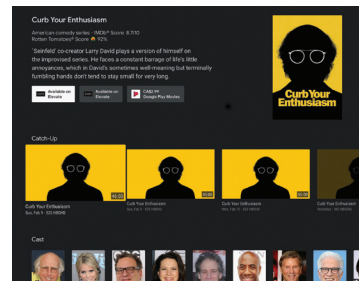 Curb Your Enthusiasm
American comedy series · IMDb® Score 8.7/10
Rotten Tomatoes® Score 92%
'Seinfeld' co-creator Larry David plays a version of himself on
the improvised series. He faces a constant barrage of life's little
annoyances, which in David's sometimes well-meaning but terminally
fumbling hands don't tend to stay small for very long.
Available on
Elevate
Available on
Elevate
Google Play Movies
Curb Your
Enthusiasm
Catch-Up
Curb Your Enthusiasm
Curb Your Enthusiasm
Curb Your Enthusiasm
Curb Your Enthusiasm
Cast